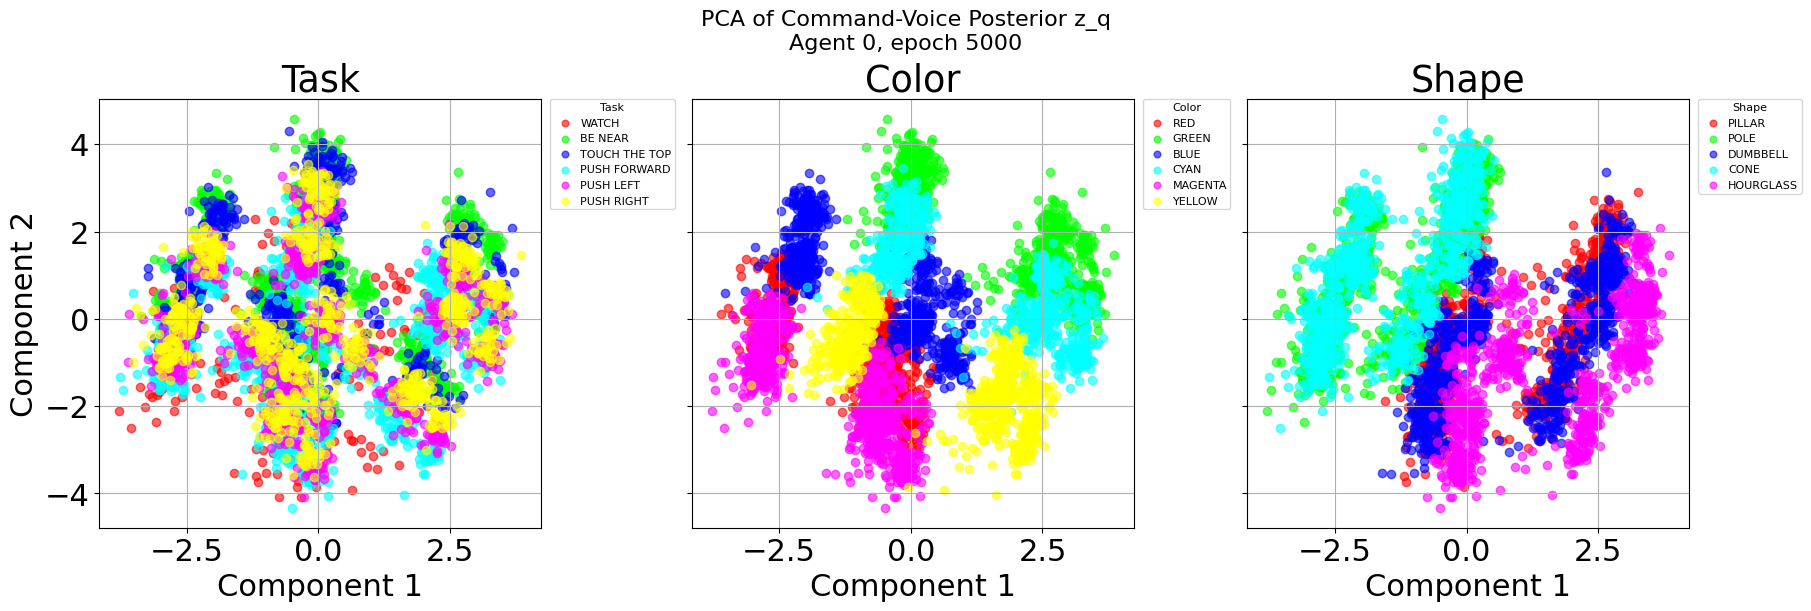 PCA of Command-Voice Posterior z_q
Agent 0, epoch 5000
Task
Component 2
4
2
0
−2
−4
−2.5 0.0 2.5
Component 1
Task
WATCH
BE NEAR
TOUCH THE TOP
PUSH FORWARD
PUSH LEFT
PUSH RIGHT
Color
−2.5 0.0 2.5
Component 1
Color
RED
GREEN
BLUE
CYAN
MAGENTA
YELLOW
Shape
−2.5 0.0 2.5
Component 1
Shape
PILLAR
POLE
DUMBBELL
CONE
HOURGLASS